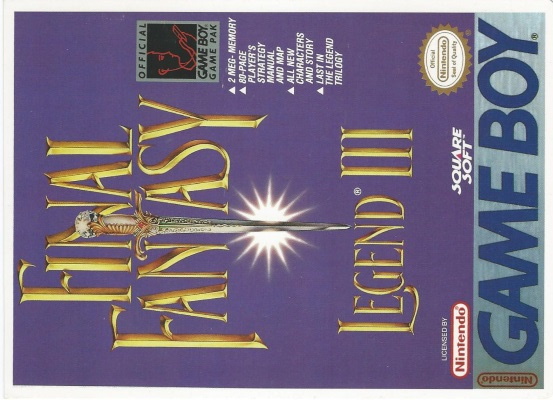 OFFICIAL
GAME BOY
GAME PAK
FINAL
FANTASY
▲ 2 MEG- MEMORY
▲ 80-PAGE
PLAYER'S
STRATEGY
MANUAL
AND MAP
▲ ALL NEW
CHARACTERS
AND STORY
▲ LAST IN
THE LEGEND
TRILOGY
LEGEND® III
Official
Nintendo
Seal of Quality
LICENSED BY
Nintendo
SQUARE
SOFT™
Nintendo
GAME BOY®